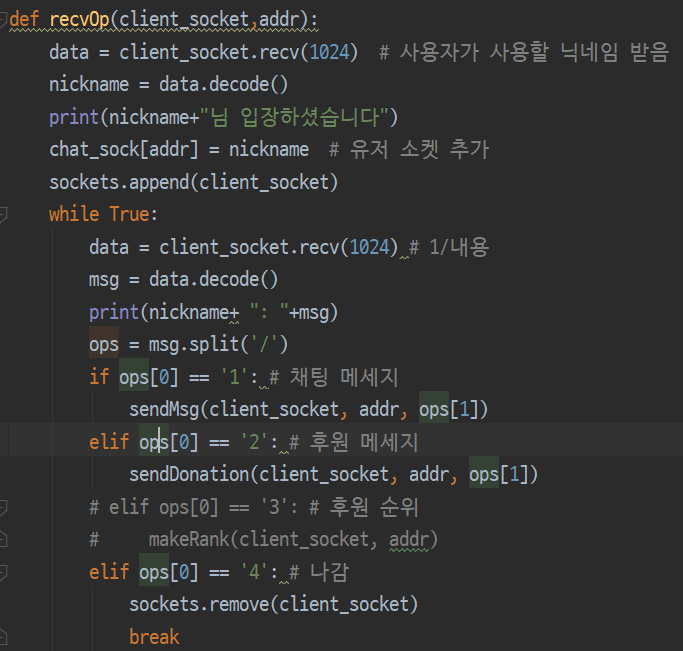 def recvOp(client_socket,addr):
    data = client_socket.recv(1024)  # 사용자가 사용할 닉네임 받음
    nickname = data.decode()
    print(nickname+"님 입장하셨습니다")
    chat_sock[addr] = nickname  # 유저 소켓 추가
    sockets.append(client_socket)
    while True:
        data = client_socket.recv(1024) # 1/내용
        msg = data.decode()
        print(nickname+ ": "+msg)
        ops = msg.split('/')
        if ops[0] == '1': # 채팅 메세지
            sendMsg(client_socket, addr, ops[1])
        elif ops[0] == '2': # 후원 메세지
            sendDonation(client_socket, addr, ops[1])
        # elif ops[0] == '3': # 후원 순위
        #     makeRank(client_socket, addr)
        elif ops[0] == '4': # 나감
            sockets.remove(client_socket)
            break